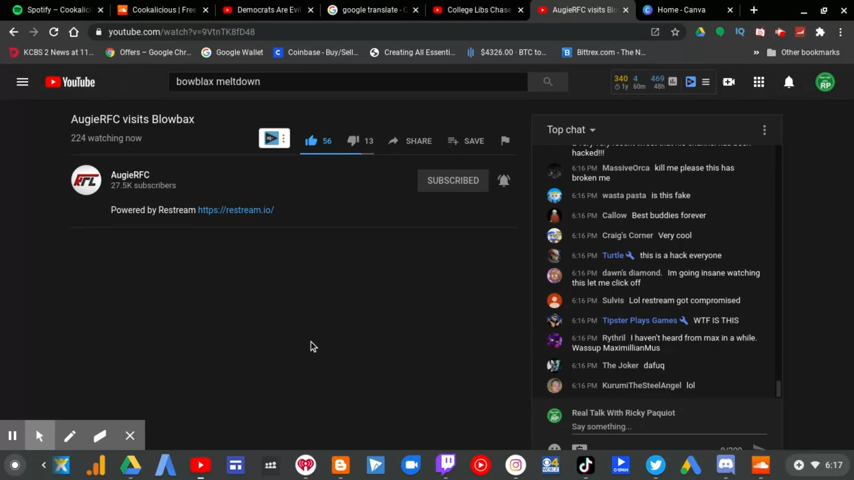 Spotify – Cookalici
Cookalicious | Free
Democrats Are Evil
google translate - G
College Libs Chase
AugieRFC visits Blo
Home - Canva
youtube.com/watch?v=9VtnTK8fD48
KCBS 2 News at 11...
Offers – Google Chr...
Google Wallet
Coinbase - Buy/Sell...
Creating All Essenti...
$4326.00 - BitStam...
Bittrex.com - The N...
Other bookmarks
YouTube
bowblax meltdown
340 4 469
1y 60m 48h
AugieRFC visits Blowbax
224 watching now
56
13
SHARE
SAVE
AugieRFC
27.5K subscribers
SUBSCRIBED
Powered by Restream https://restream.io/
Top chat
hacked!!!
6:16 PM MassiveOrca kill me please this has
broken me
6:16 PM wasta pasta is this fake
6:16 PM Callow Best buddies forever
6:16 PM Craig's Corner Very cool
6:16 PM Turtle this is a hack everyone
6:16 PM dawn's diamond. Im going insane watching
this let me click off
6:16 PM Sulvis Lol restream got compromised
6:16 PM Tipster Plays Games WTF IS THIS
6:16 PM Rythril I haven't heard from max in a while.
Wassup MaximillianMus
6:16 PM The Joker dafuq
6:16 PM KurumiTheSteelAngel lol
Real Talk With Ricky Paquiot
Say something...
6:17